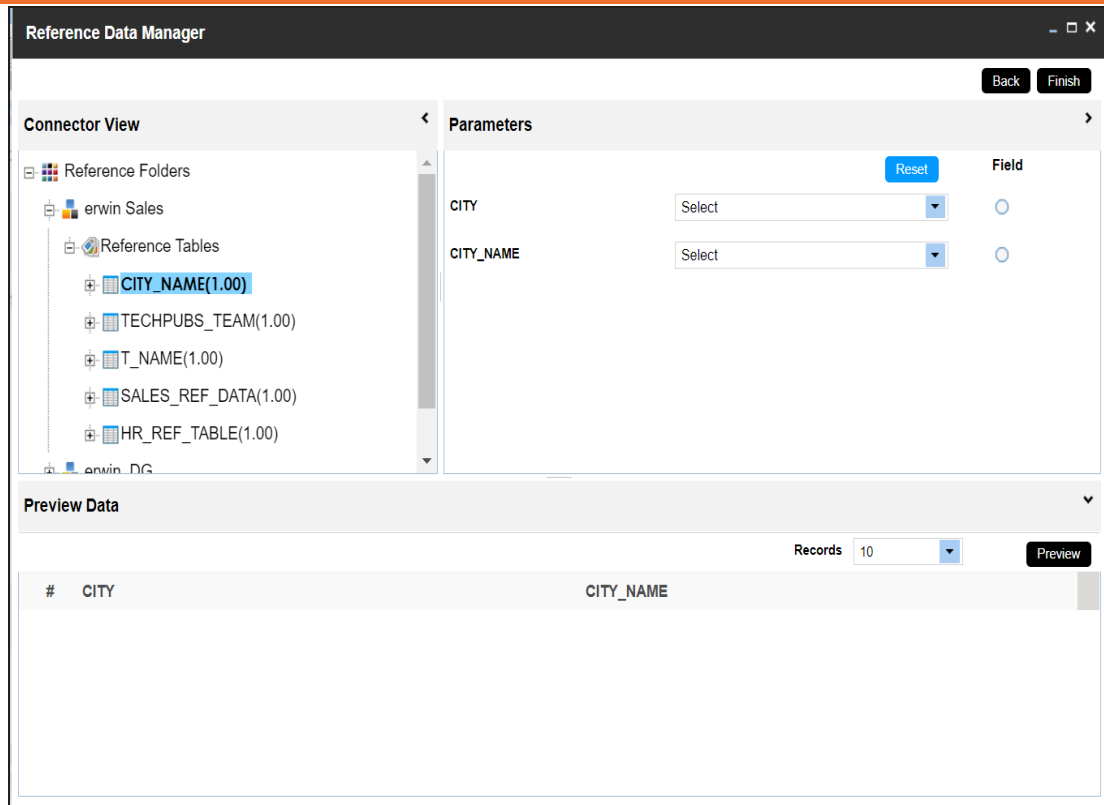 Reference Data Manager
Back Finish
Connector View
Parameters
Reference Folders
Reset Field
erwin Sales
CITY Select
Reference Tables
CITY_NAME Select
CITY_NAME(1.00)
TECHPUBS_TEAM(1.00)
T_NAME(1.00)
SALES_REF_DATA(1.00)
HR_REF_TABLE(1.00)
erwin_DG
Preview Data
Records 10 Preview
# CITY CITY_NAME